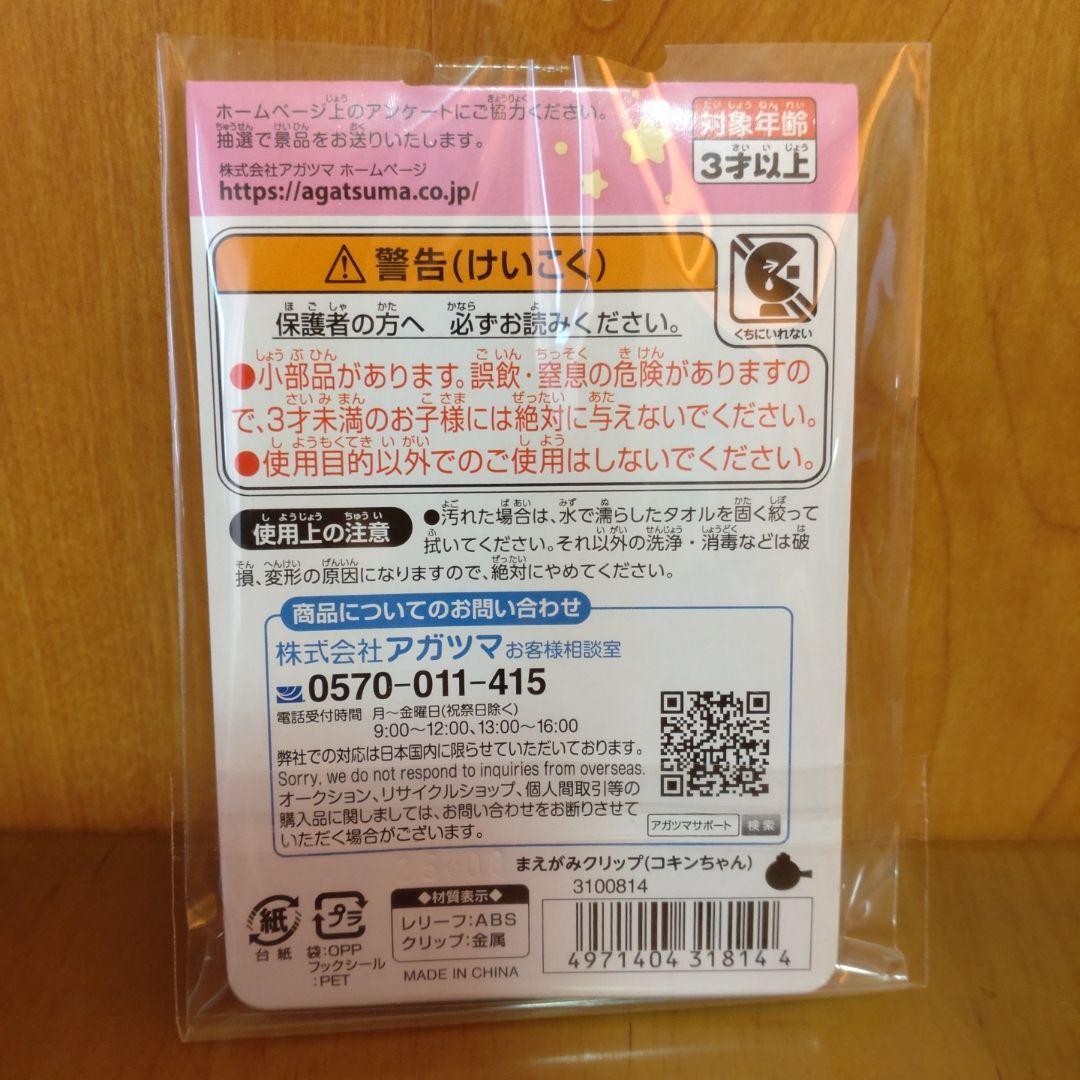 ホームページ上のアンケートにご協力ください。
抽選で景品をお送りいたします。
株式会社アガツマ ホームページ
https://agatsuma.co.jp/
対象年齢
3才以上
警告(けいこく)
くちにいれない
保護者の方へ 必ずお読みください。
●小部品があります。誤飲・窒息の危険がありますの
で、3才未満のお子様には絶対に与えないでください。
●使用目的以外でのご使用はしないでください。
使用上の注意
●汚れた場合は、水で濡らしたタオルを固く絞って
拭いてください。それ以外の洗浄・消毒などは破
損、変形の原因になりますので、絶対にやめてください。
商品についてのお問い合わせ
株式会社アガツマお客様相談室
0570-011-415
電話受付時間 月〜金曜日(祝祭日除く)
9:00〜12:00、13:00〜16:00
弊社での対応は日本国内に限らせていただいております。
Sorry, we do not respond to inquiries from overseas.
オークション、リサイクルショップ、個人間取引等の
購入品に関しましては、お問い合わせをお断りさせて
いただく場合がございます。
アガツマサポート 検索
まえがみクリップ(コキンちゃん)
3100814
紙
台紙
プラ
袋:OPP
フックシール
:PET
◆材質表示◆
レリーフ:ABS
クリップ:金属
MADE IN CHINA
4971404318144